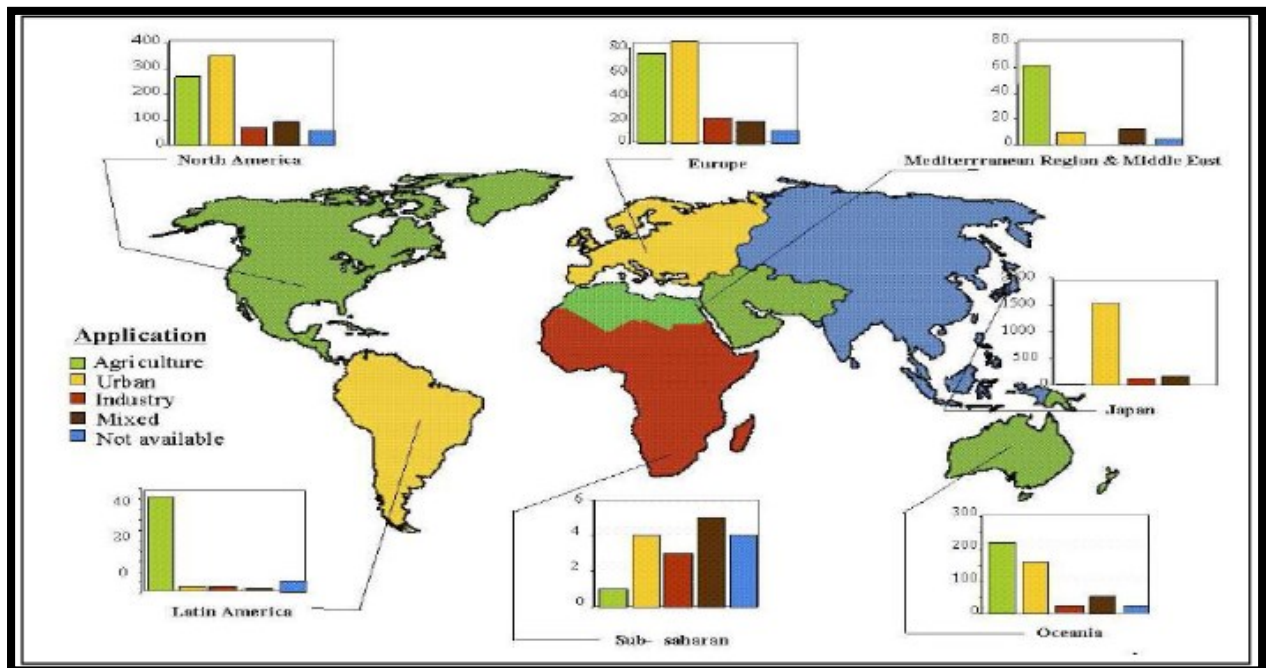 400
300
200
100
0
North America
80
60
40
20
0
Europe
80
60
40
20
0
Mediterrranean Region & Middle East
Application
Agriculture
Urban
Industry
Mixed
Not available
1500
1000
500
0
Japan
40
20
0
Latin America
6
4
2
0
Sub- saharan
300
200
100
0
Oceania